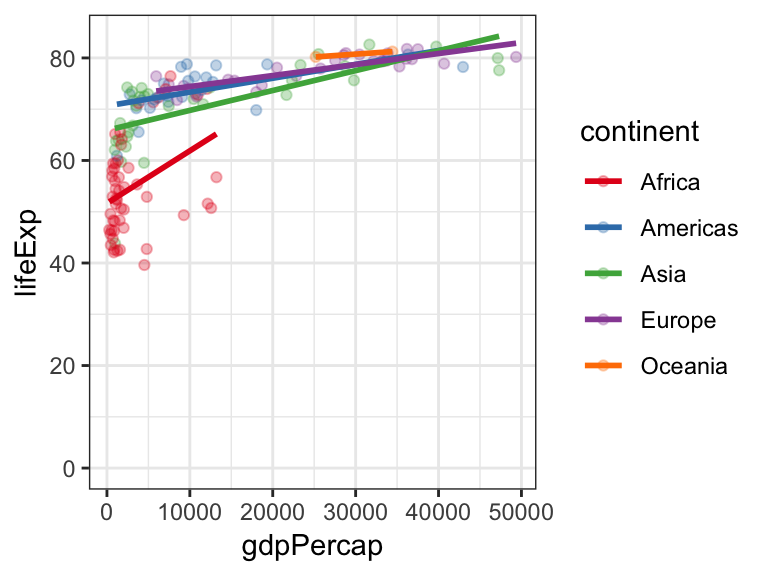 lifeExp
80
60
40
20
0
0 10000 20000 30000 40000 50000
gdpPercap
continent
Africa
Americas
Asia
Europe
Oceania